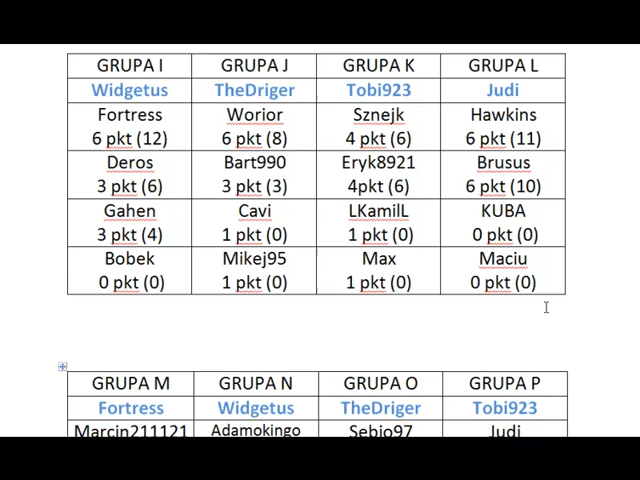 GRUPA I GRUPA J GRUPA K GRUPA L
Widgetus TheDriger Tobi923 Judi
Fortress Worior Sznejk Hawkins
6 pkt (12) 6 pkt (8) 4 pkt (6) 6 pkt (11)
Deros Bart990 Eryk8921 Brusus
3 pkt (6) 3 pkt (3) 4pkt (6) 6 pkt (10)
Gahen Cavi LKamilL KUBA
3 pkt (4) 1 pkt (0) 1 pkt (0) 0 pkt (0)
Bobek Mikej95 Max Maciu
0 pkt (0) 1 pkt (0) 1 pkt (0) 0 pkt (0)
GRUPA M GRUPA N GRUPA O GRUPA P
Fortress Widgetus TheDriger Tobi923
Marcin211121 Adamokingo Sebio97 Judi